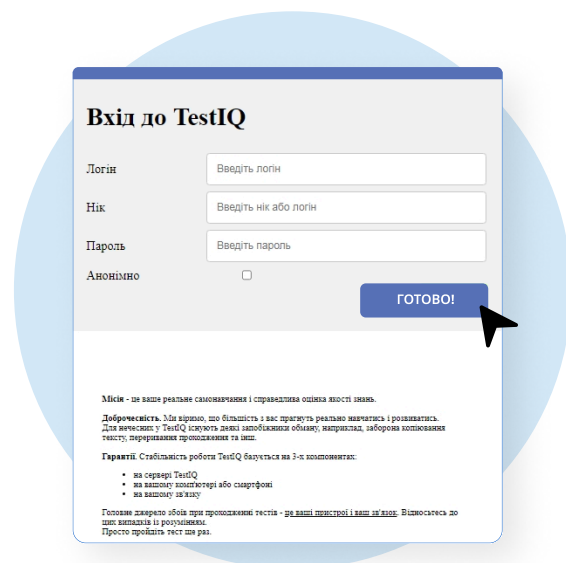 Вхід до TestIQ
Логін
Введіть логін
Нік
Введіть нік або логін
Пароль
Введіть пароль
Анонімно
ГОТОВО!
Місія - це ваше реальне самонавчання і справедлива оцінка якості знань.
Доброчесність. Ми віримо, що більшість з вас прагнуть реально навчатись і розвиватись.
Для нечесних у TestIQ існують деякі запобіжники обману, наприклад, заборона копіювання
тексту, переривання проходження та інш.
Гарантії. Стабільність роботи TestIQ базується на 3-х компонентах:
на сервері TestIQ
на вашому комп'ютері або смартфоні
на вашому зв'язку
Головне джерело збоїв при проходженні тестів - це ваші пристрої і ваш зв'язок. Відносьтесь до
цих випадків із розумінням.
Просто пройдіть тест ще раз.